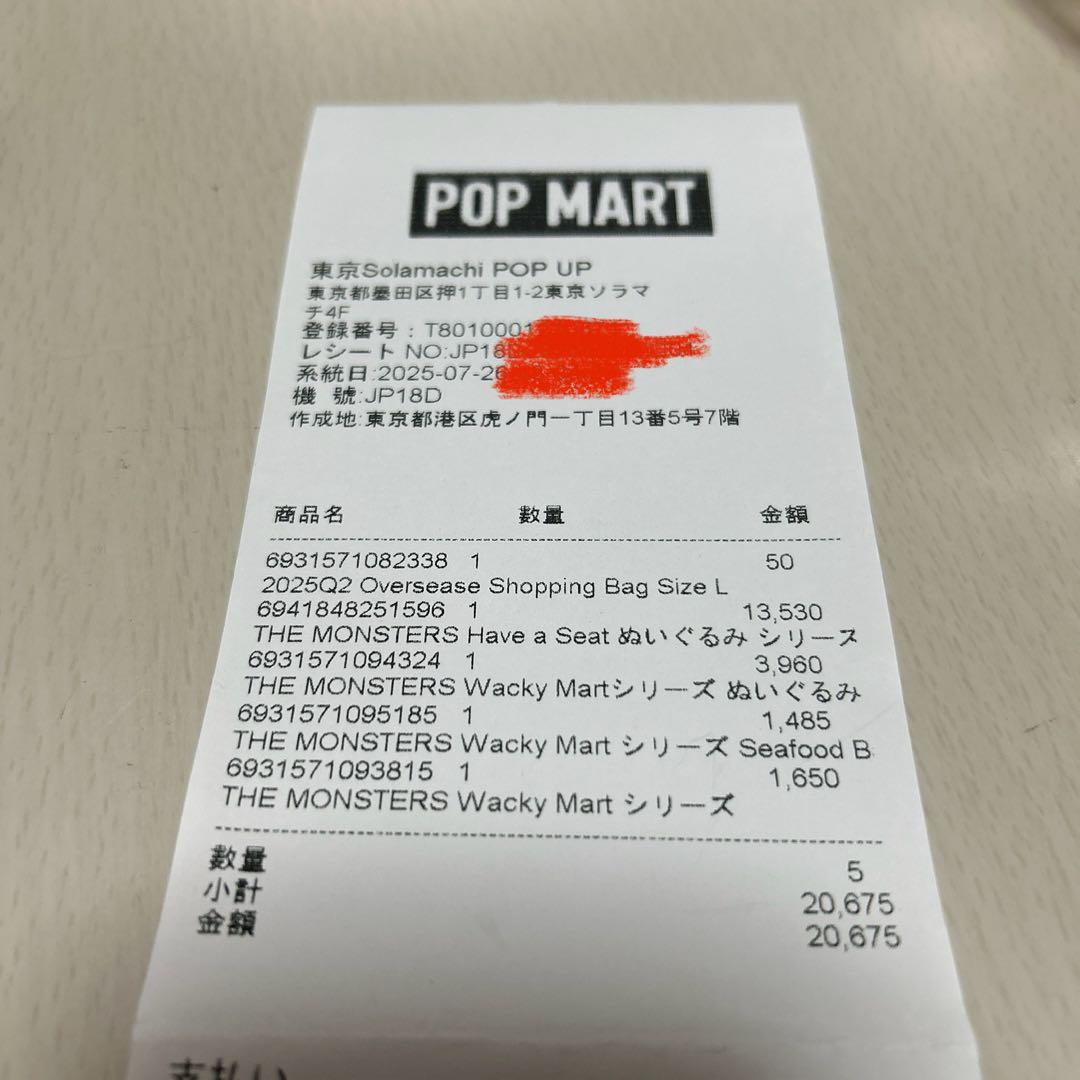 POP MART
東京Solamachi POP UP
東京都墨田区押1丁目1-2東京ソラマ
チ4F
登録番号：T8010001
レシート NO:JP18
系統日:2025-07-26
機 號:JP18D
作成地:東京都港区虎ノ門一丁目13番5号7階
商品名 数量 金額
6931571082338 1 50
2025Q2 Oversease Shopping Bag Size L
6941848251596 1 13,530
THE MONSTERS Have a Seat ぬいぐるみ シリーズ
6931571094324 1 3,960
THE MONSTERS Wacky Martシリーズ ぬいぐるみ
6931571095185 1 1,485
THE MONSTERS Wacky Mart シリーズ Seafood B
6931571093815 1 1,650
THE MONSTERS Wacky Mart シリーズ
数量 5
小計 20,675
金額 20,675
支払い